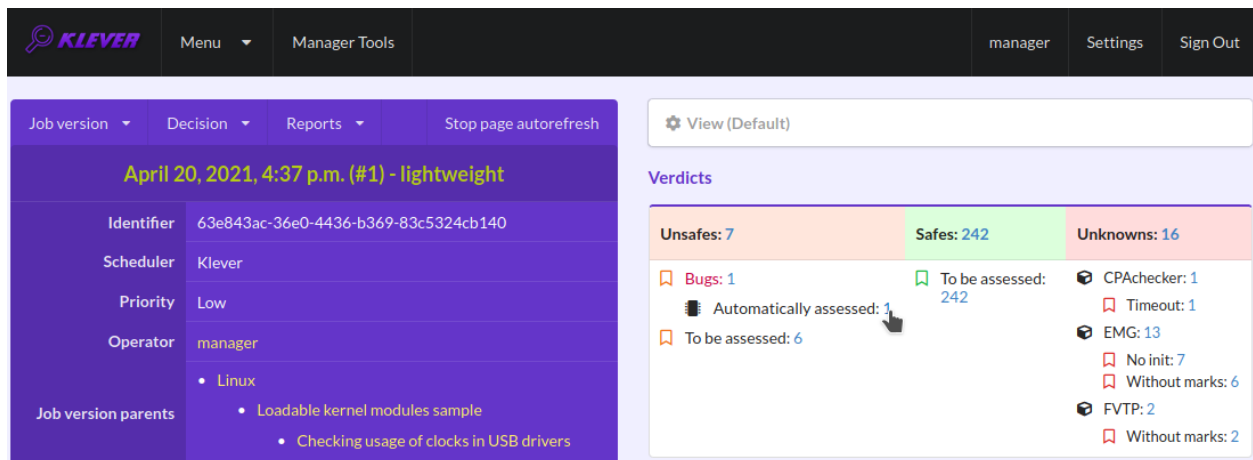 KLEVER Menu Manager Tools manager Settings Sign Out
Job version Decision Reports Stop page autorefresh
April 20, 2021, 4:37 p.m. (#1) - lightweight
Identifier 63e843ac-36e0-4436-b369-83c5324cb140
Scheduler Klever
Priority Low
Operator manager
Job version parents
• Linux
• Loadable kernel modules sample
• Checking usage of clocks in USB drivers
View (Default)
Verdicts
Unsafes: 7
Bugs: 1
Automatically assessed: 1
To be assessed: 6
Safes: 242
To be assessed:
242
Unknowns: 16
CPAchecker: 1
Timeout: 1
EMG: 13
No init: 7
Without marks: 6
FVTP: 2
Without marks: 2